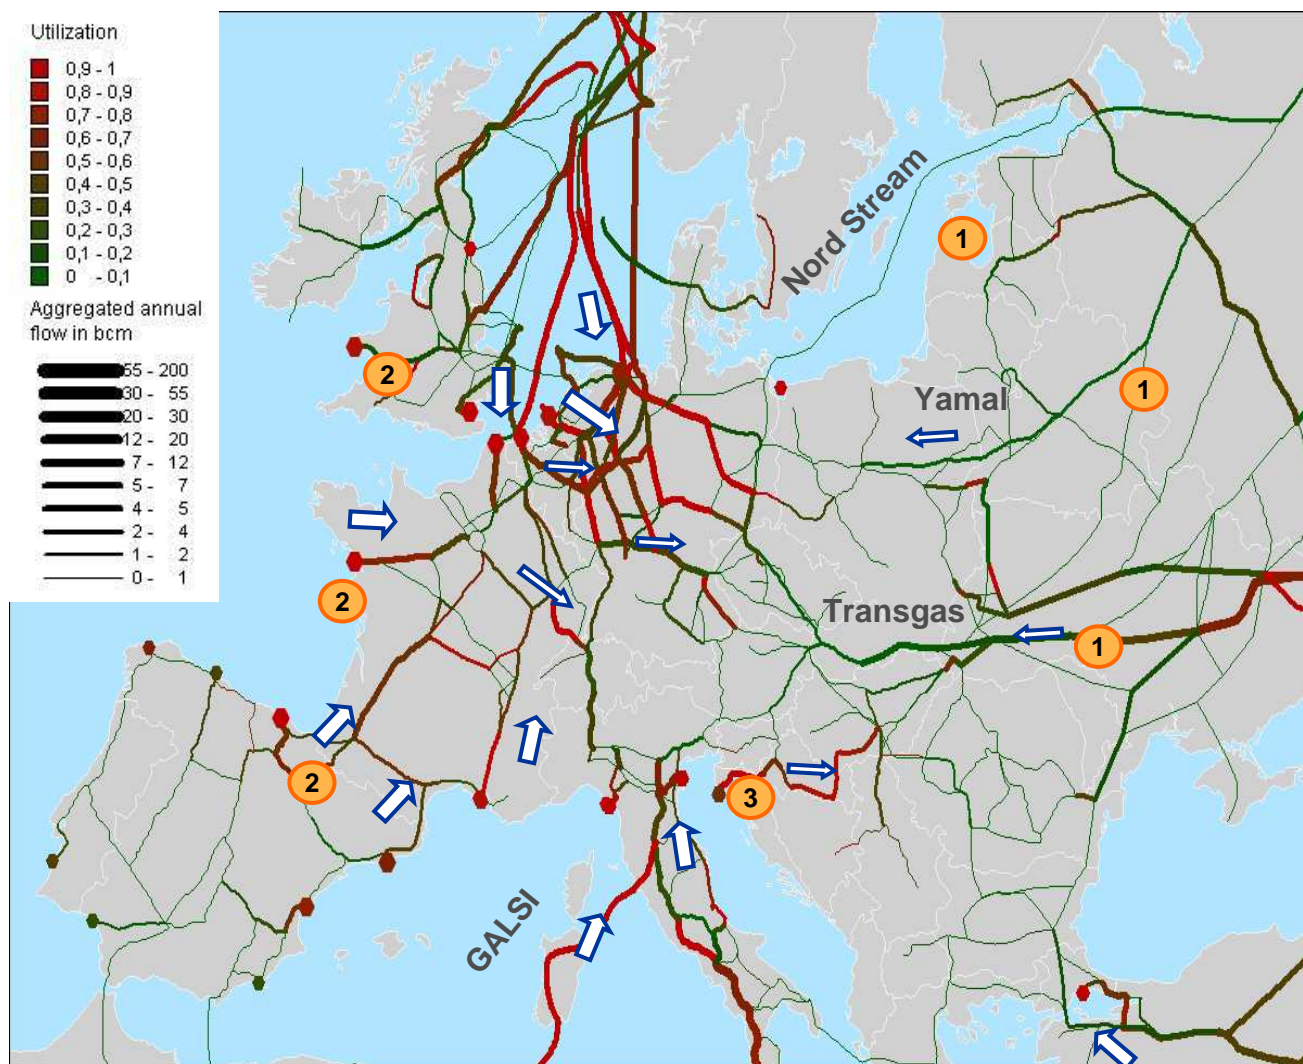 Utilization
0,9 - 1
0,8 - 0,9
0,7 - 0,8
0,6 - 0,7
0,5 - 0,6
0,4 - 0,5
0,3 - 0,4
0,2 - 0,3
0,1 - 0,2
0 - 0,1
Aggregated annual
flow in bcm
55 - 200
30 - 55
20 - 30
12 - 20
7 - 12
5 - 7
4 - 5
2 - 4
1 - 2
0 - 1
Nord Stream
1
2
Yamal
1
2
Transgas
1
2
3
GALSI